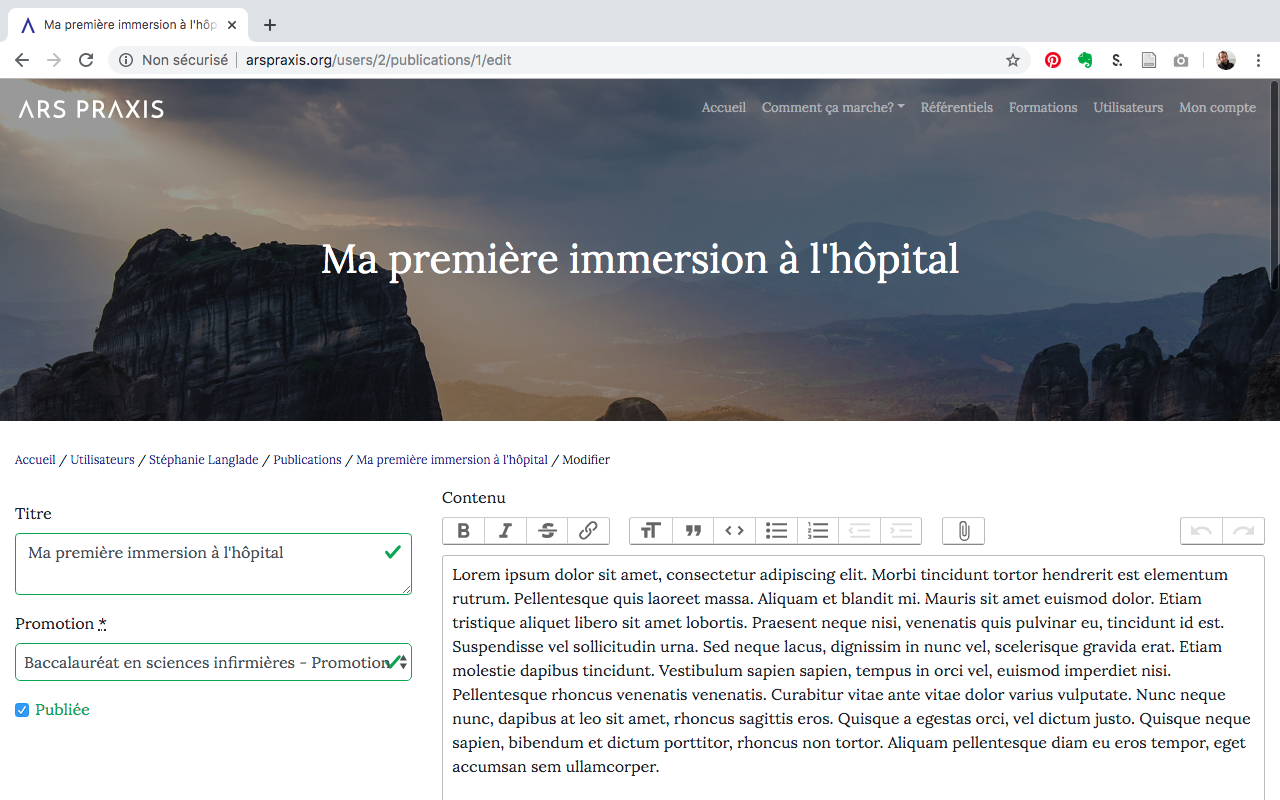 Ma première immersion à l'hôp
Non sécurisé | arspraxis.org/users/2/publications/1/edit
S.
ARS PRAXIS
Accueil Comment ça marche? Référentiels Formations Utilisateurs Mon compte
Ma première immersion à l'hôpital
Accueil / Utilisateurs / Stéphanie Langlade / Publications / Ma première immersion à l'hôpital / Modifier
Titre
Ma première immersion à l'hôpital
Promotion *
Baccalauréat en sciences infirmières - Promotion
Publiée
Contenu
Lorem ipsum dolor sit amet, consectetur adipiscing elit. Morbi tincidunt tortor hendrerit est elementum
rutrum. Pellentesque quis laoreet massa. Aliquam et blandit mi. Mauris sit amet euismod dolor. Etiam
tristique aliquet libero sit amet lobortis. Praesent neque nisi, venenatis quis pulvinar eu, tincidunt id est.
Suspendisse vel sollicitudin urna. Sed neque lacus, dignissim in nunc vel, scelerisque gravida erat. Etiam
molestie dapibus tincidunt. Vestibulum sapien sapien, tempus in orci vel, euismod imperdiet nisi.
Pellentesque rhoncus venenatis venenatis. Curabitur vitae ante vitae dolor varius vulputate. Nunc neque
nunc, dapibus at leo sit amet, rhoncus sagittis eros. Quisque a egestas orci, vel dictum justo. Quisque neque
sapien, bibendum et dictum porttitor, rhoncus non tortor. Aliquam pellentesque diam eu eros tempor, eget
accumsan sem ullamcorper.